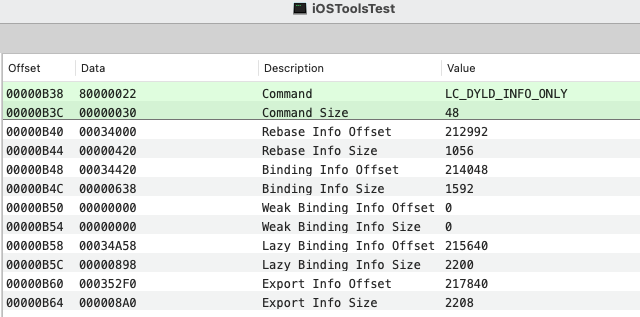 iOSToolsTest
Offset Data Description Value
00000B38 80000022 Command LC_DYLD_INFO_ONLY
00000B3C 00000030 Command Size 48
00000B40 00034000 Rebase Info Offset 212992
00000B44 00000420 Rebase Info Size 1056
00000B48 00034420 Binding Info Offset 214048
00000B4C 00000638 Binding Info Size 1592
00000B50 00000000 Weak Binding Info Offset 0
00000B54 00000000 Weak Binding Info Size 0
00000B58 00034A58 Lazy Binding Info Offset 215640
00000B5C 00000898 Lazy Binding Info Size 2200
00000B60 000352F0 Export Info Offset 217840
00000B64 000008A0 Export Info Size 2208